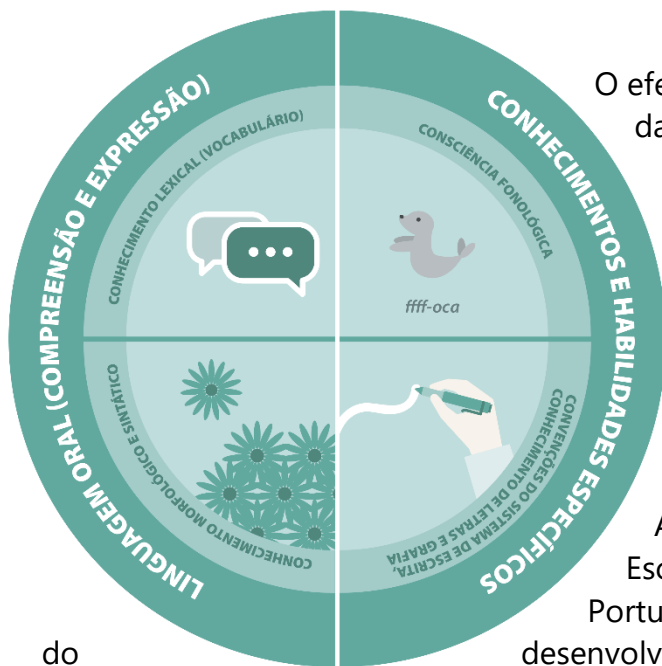 LINGUAGEM ORAL (COMPREENSÃO E EXPRESSÃO)
CONHECIMENTO LEXICAL (VOCABULÁRIO)
CONHECIMENTO MORFOLÓGICO E SINTÁTICO
CONHECIMENTOS E HABILIDADES ESPECÍFICOS
CONSCIÊNCIA FONOLÓGICA
ffff-oca
CONVENÇÕES DO SISTEMA DE ESCRITA,
CONHECIMENTO DE LETRAS E GRAFIA
O efe
da
Esc
Portu
do desenvolv